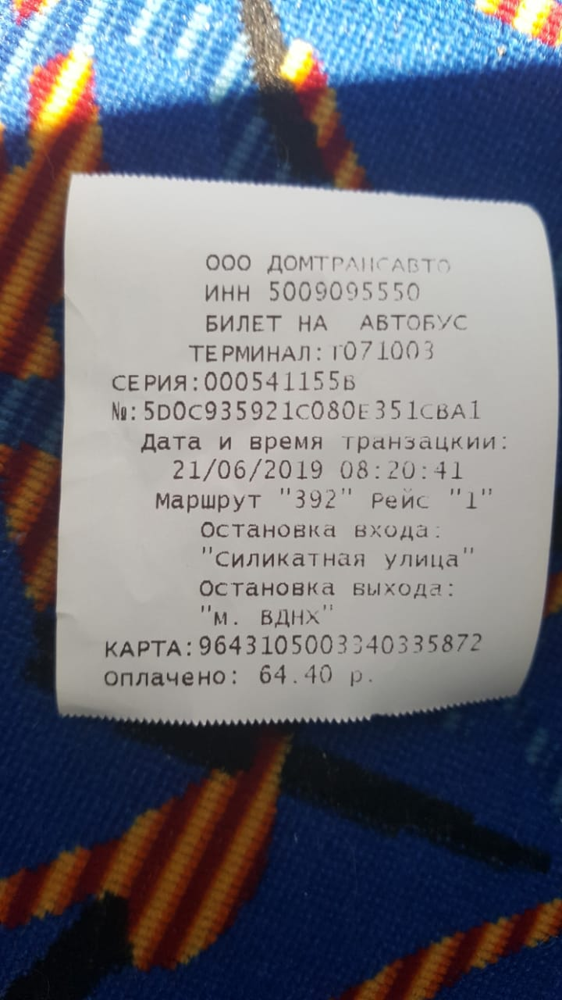 ООО ДОМТРАНСАВТО
ИНН 5009095550
БИЛЕТ НА АВТОБУС
ТЕРМИНАЛ:Т071003
СЕРИЯ:000541155В
№:5D0C935921C080E351CBA1
Дата и время транзацкии:
21/06/2019 08:20:41
Маршрут "392" Рейс "1"
Остановка входа:
"Силикатная улица"
Остановка выхода:
"м. ВДНХ"
КАРТА:9643105003340335872
Оплачено: 64.40 р.